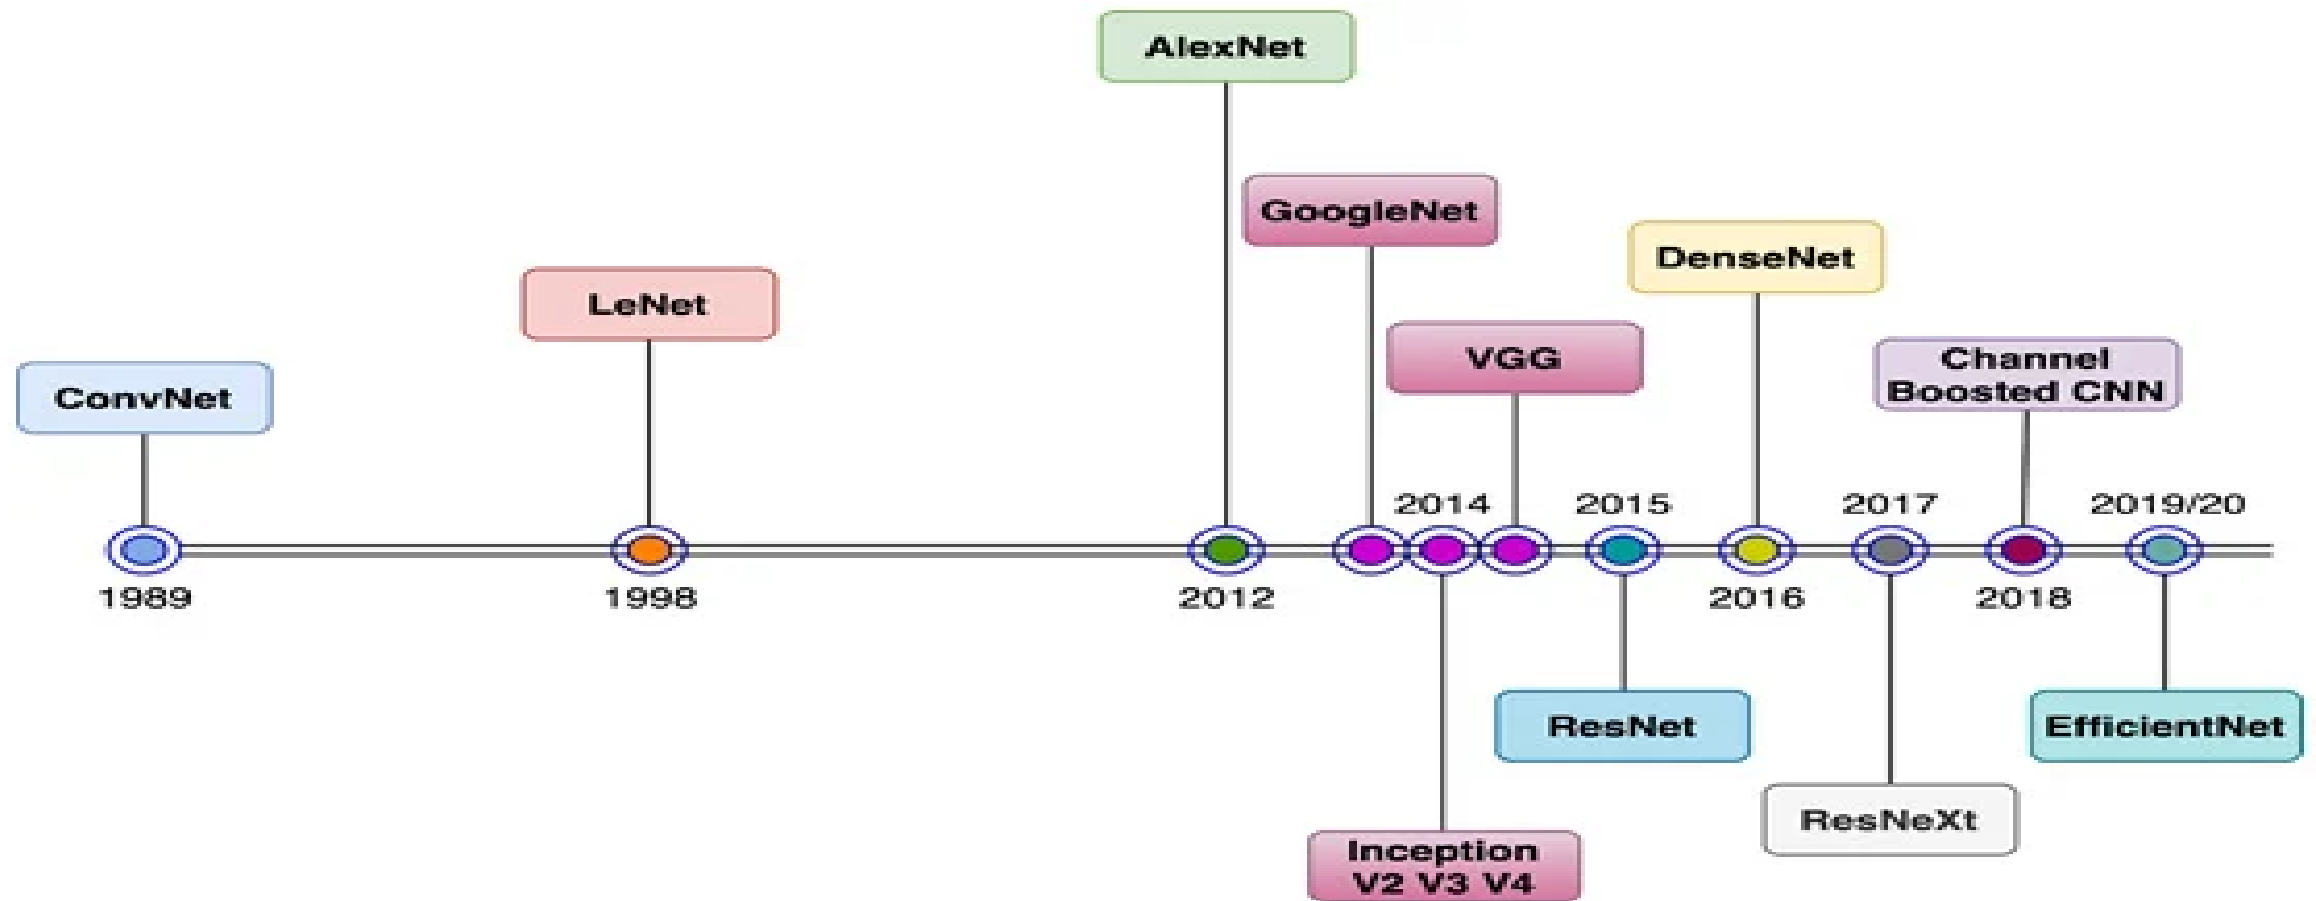 AlexNet
GoogleNet
DenseNet
LeNet
VGG
Channel
Boosted CNN
ConvNet
2014
2015
2017
2019/20
1989
1998
2012
2016
2018
ResNet
EfficientNet
ResNeXt
Inception
V2 V3 V4